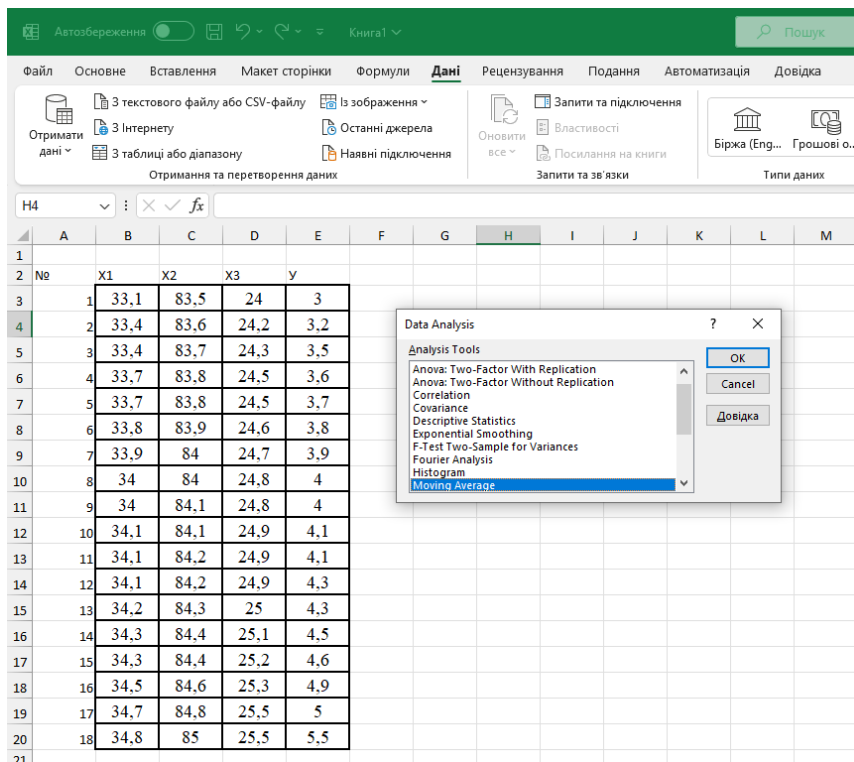 Автозбереження Книга1 Пошук
Файл Основне Вставлення Макет сторінки Формули Дані Рецензування Подання Автоматизація Довідка
Отримати дані
З текстового файлу або CSV-файлу
З Інтернету
З таблиці або діапазону
Із зображення
Останні джерела
Наявні підключення
Отримання та перетворення даних
Оновити все
Запити та підключення
Властивості
Посилання на книги
Запити та зв'язки
Біржа (Eng...
Грошові о...
Типи даних
H4 fx
A B C D E F G H I J K L M
1
2 № X1 X2 X3 У
3 1 33,1 83,5 24 3
4 2 33,4 83,6 24,2 3,2
5 3 33,4 83,7 24,3 3,5
6 4 33,7 83,8 24,5 3,6
7 5 33,7 83,8 24,5 3,7
8 6 33,8 83,9 24,6 3,8
9 7 33,9 84 24,7 3,9
10 8 34 84 24,8 4
11 9 34 84,1 24,8 4
12 10 34,1 84,1 24,9 4,1
13 11 34,1 84,2 24,9 4,1
14 12 34,1 84,2 24,9 4,3
15 13 34,2 84,3 25 4,3
16 14 34,3 84,4 25,1 4,5
17 15 34,3 84,4 25,2 4,6
18 16 34,5 84,6 25,3 4,9
19 17 34,7 84,8 25,5 5
20 18 34,8 85 25,5 5,5
21
Data Analysis ? ×
Analysis Tools
Anova: Two-Factor With Replication
Anova: Two-Factor Without Replication
Correlation
Covariance
Descriptive Statistics
Exponential Smoothing
F-Test Two-Sample for Variances
Fourier Analysis
Histogram
Moving Average
OK
Cancel
Довідка